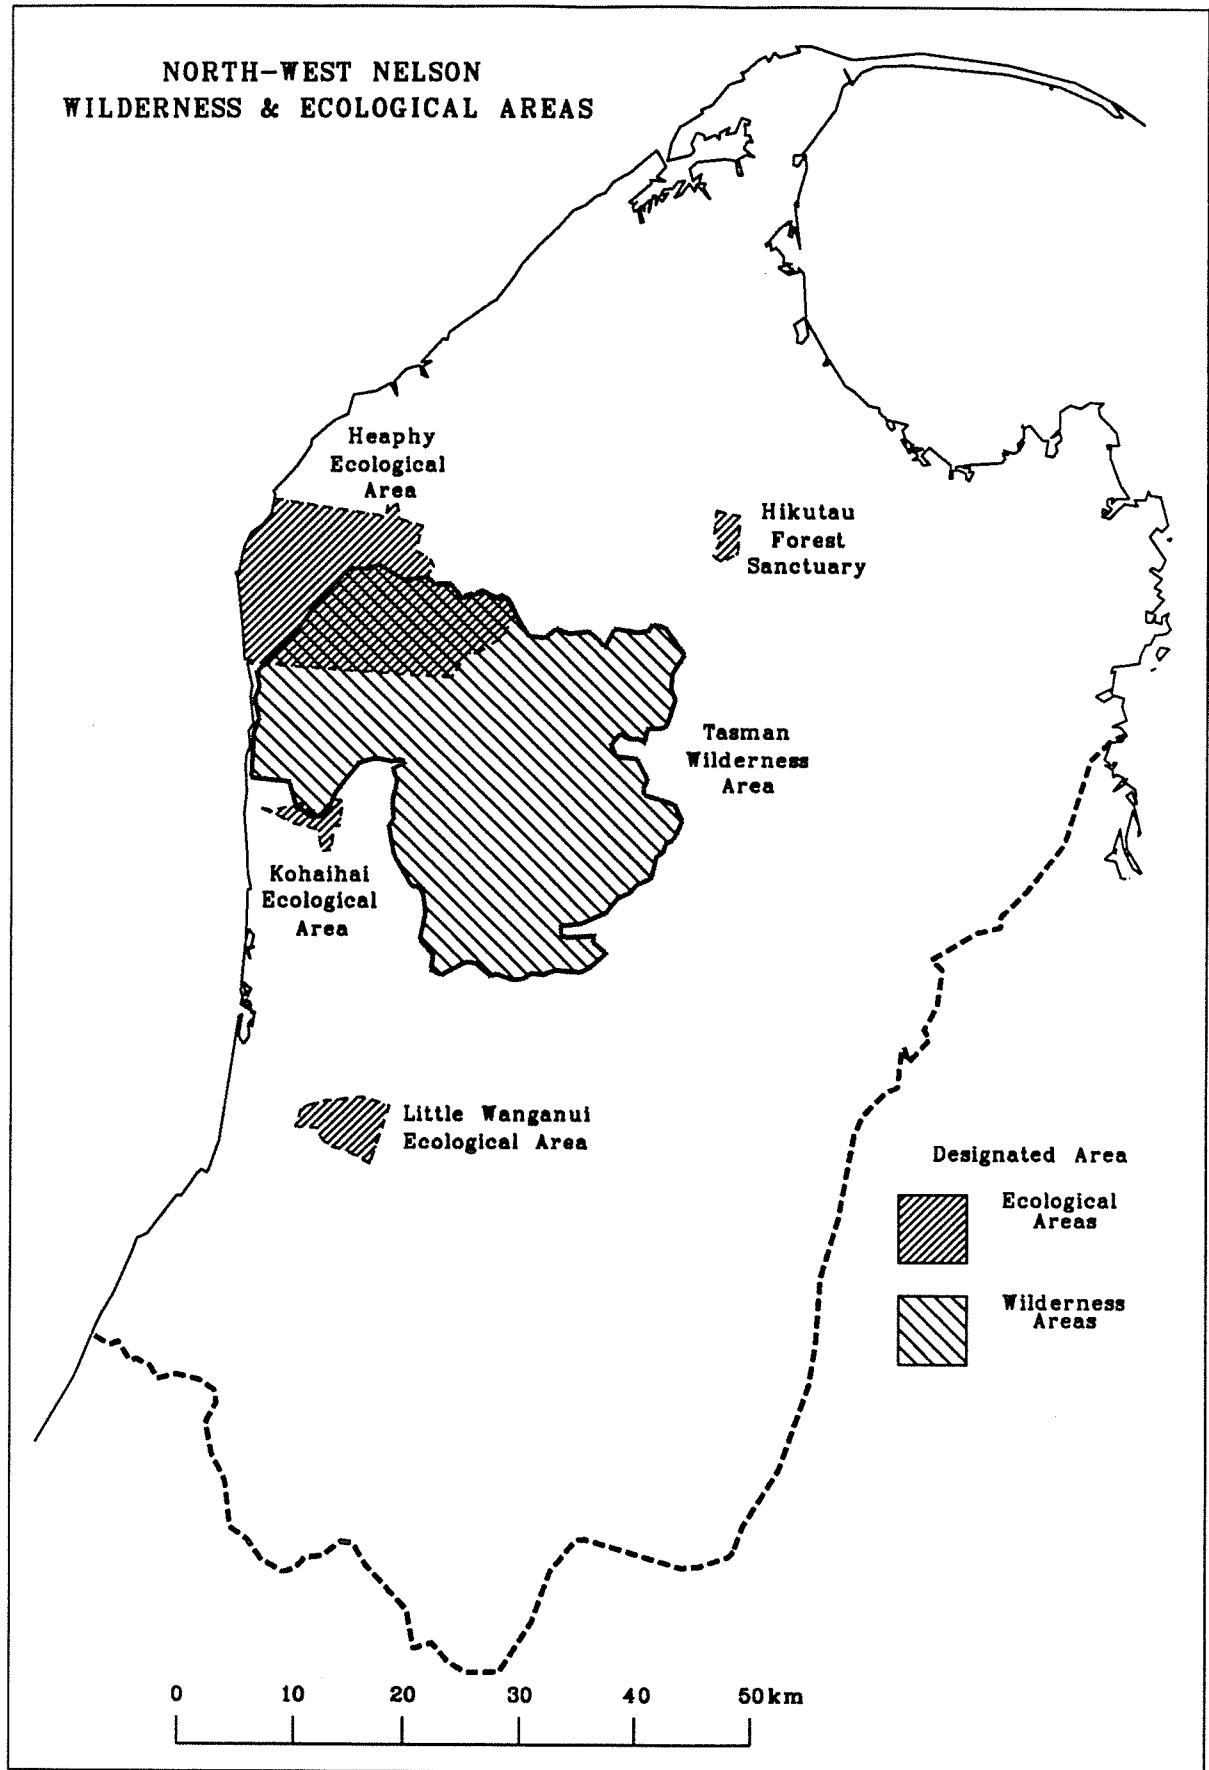 NORTH-WEST NELSON
WILDERNESS & ECOLOGICAL AREAS
Heaphy
Ecological
Area
Hikutau
Forest
Sanctuary
Tasman
Wilderness
Area
Kohaihai
Ecological
Area
Little Wanganui
Ecological Area
Designated Area
Ecological
Areas
Wilderness
Areas
0 10 20 30 40 50km